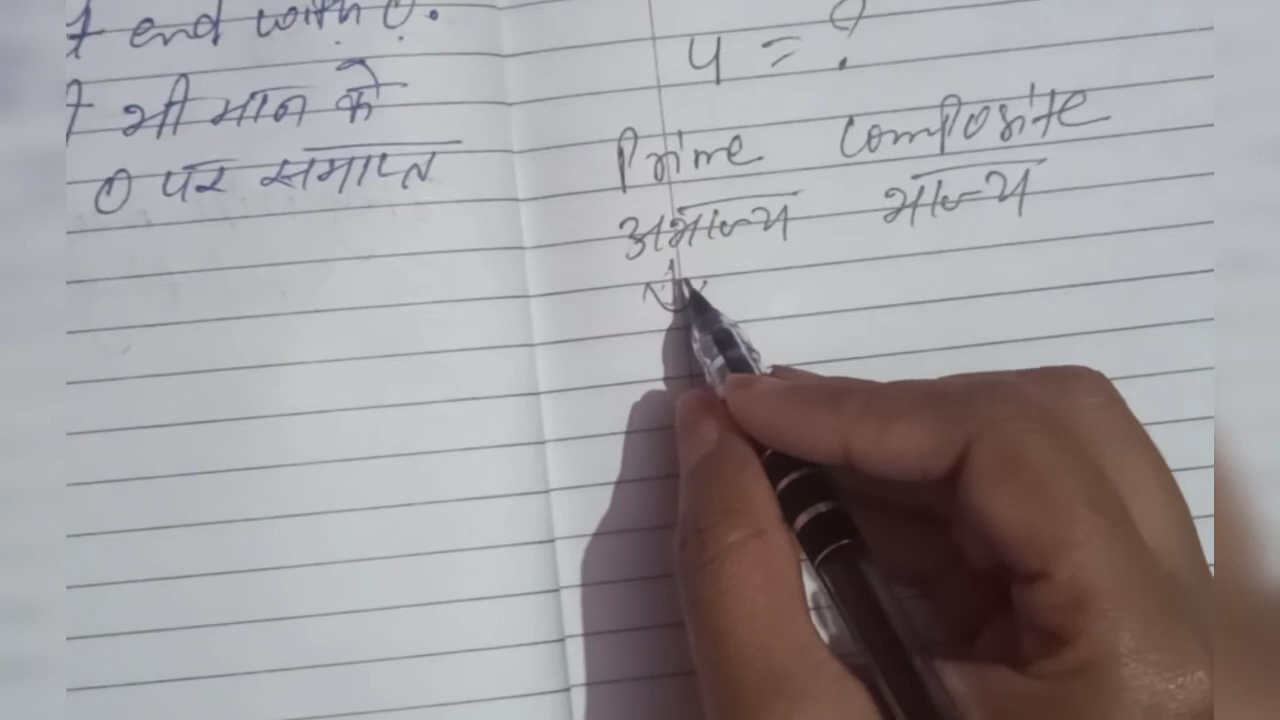 end with 0.
भी मान के
0 पर समाप्त
4 = ?
Prime Composite
अभाज्य भाज्य